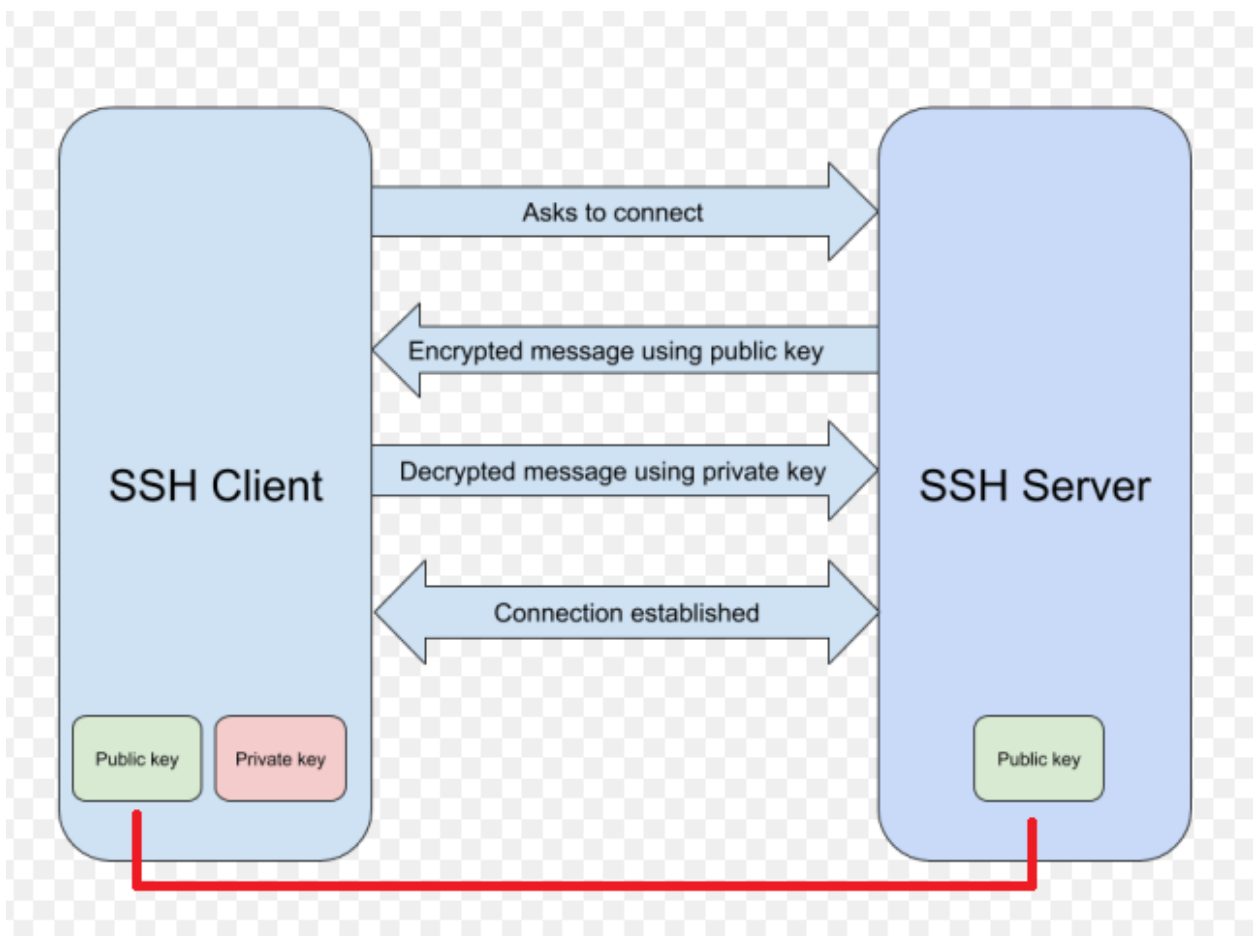 Asks to connect
Encrypted message using public key
Decrypted message using private key
SSH Client
SSH Server
Connection established
Public key
Private key
Public key